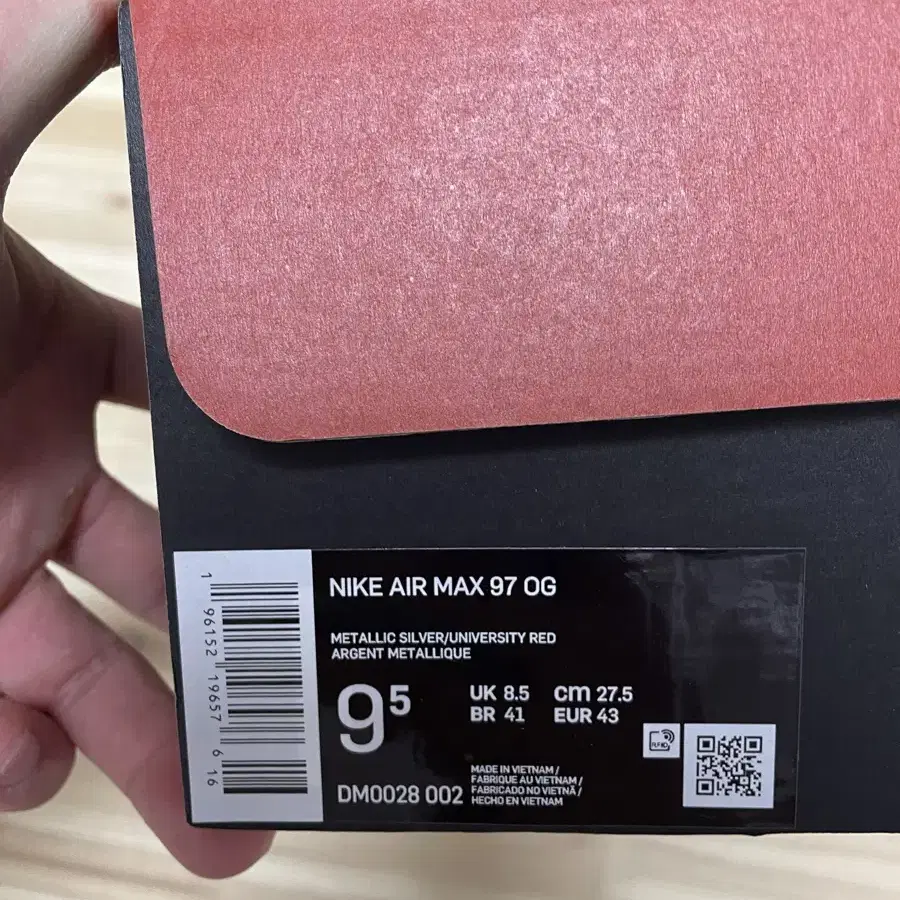 NIKE AIR MAX 97 OG
METALLIC SILVER/UNIVERSITY RED
ARGENT METALLIQUE
9⁵
UK 8.5 cm 27.5
BR 41 EUR 43
DM0028 002
MADE IN VIETNAM /
FABRIQUE AU VIETNAM /
FABRICADO NO VIETNÃ /
HECHO EN VIETNAM
1 96152 19657 6 16